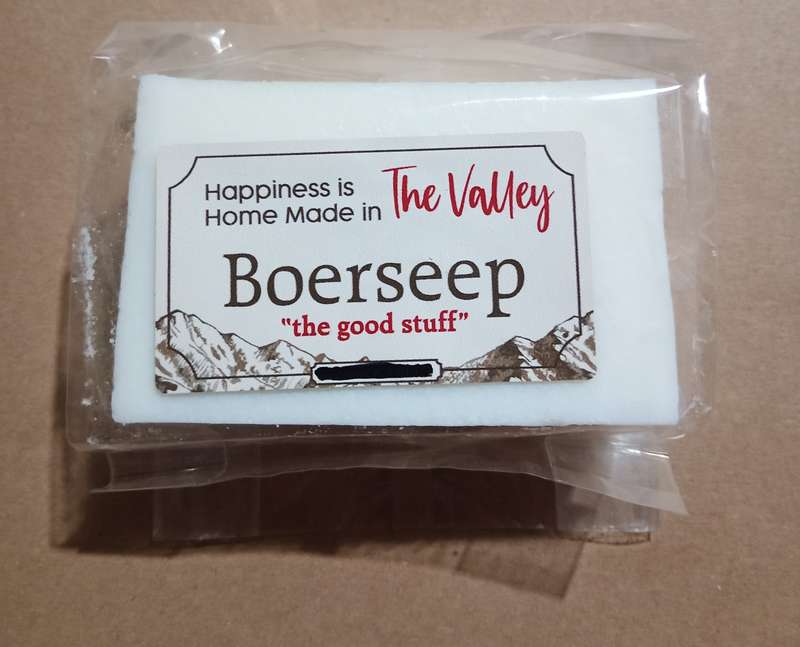 Happiness is
Home Made in The Valley
Boerseep
"the good stuff"